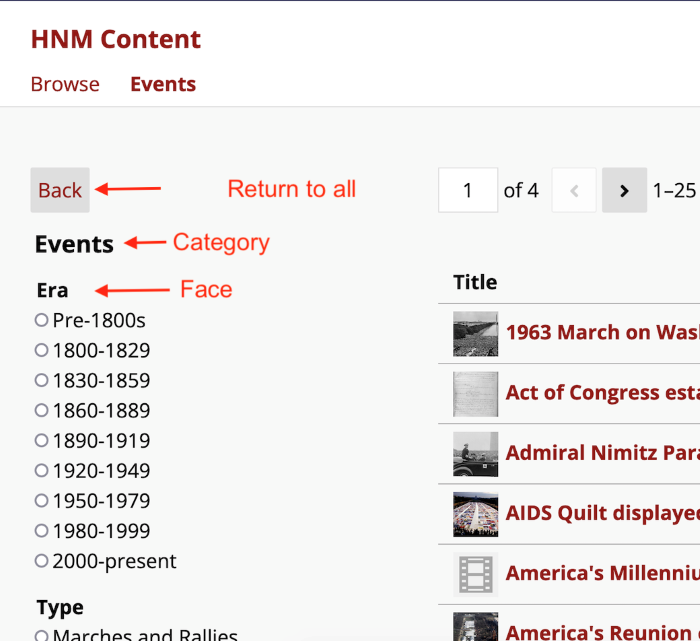 HNM Content
Browse Events
Back Return to all 1 of 4 1–25
Events Category
Era Face
Pre-1800s
1800-1829
1830-1859
1860-1889
1890-1919
1920-1949
1950-1979
1980-1999
2000-present
Type
Marches and Rallies
Title
1963 March on Was
Act of Congress esta
Admiral Nimitz Para
AIDS Quilt displayed
America's Millenniu
America's Reunion